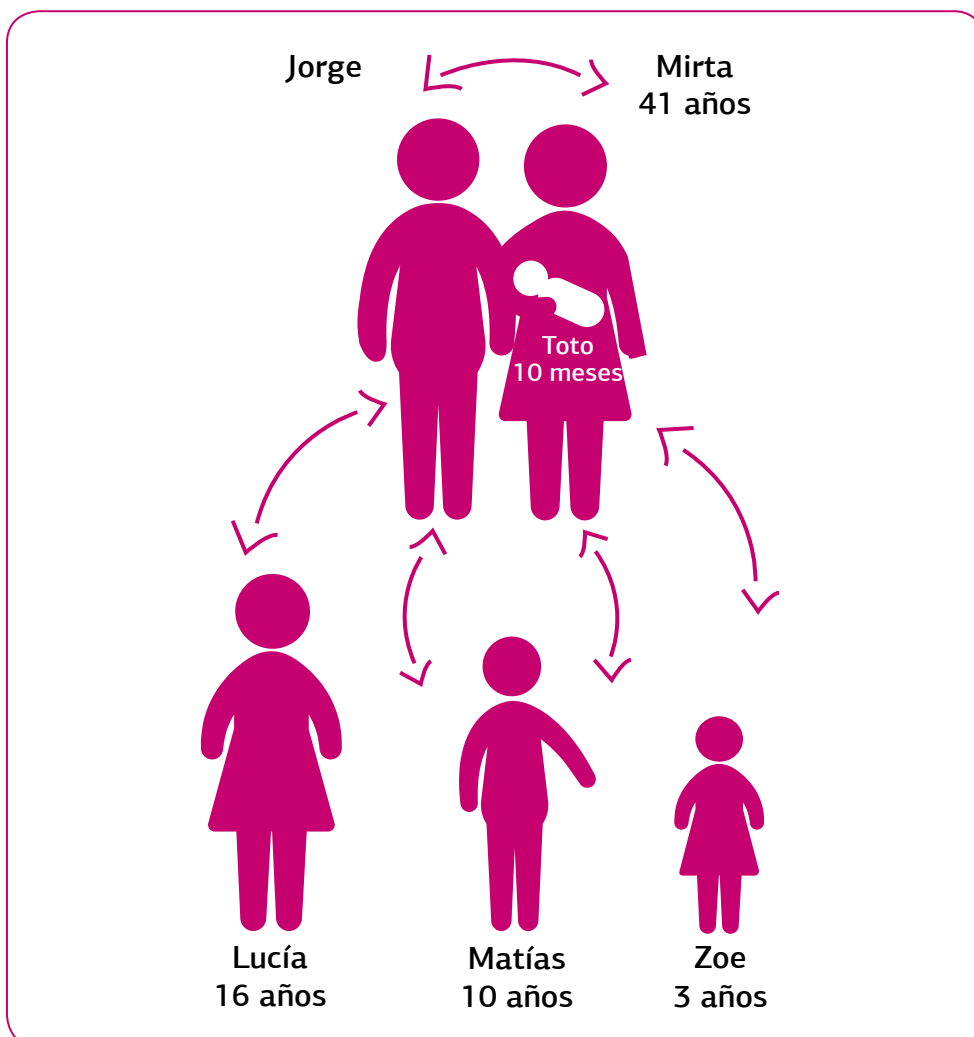 Jorge
Mirta
41 años
Toto
10 meses
Lucía
16 años
Matías
10 años
Zoe
3 años